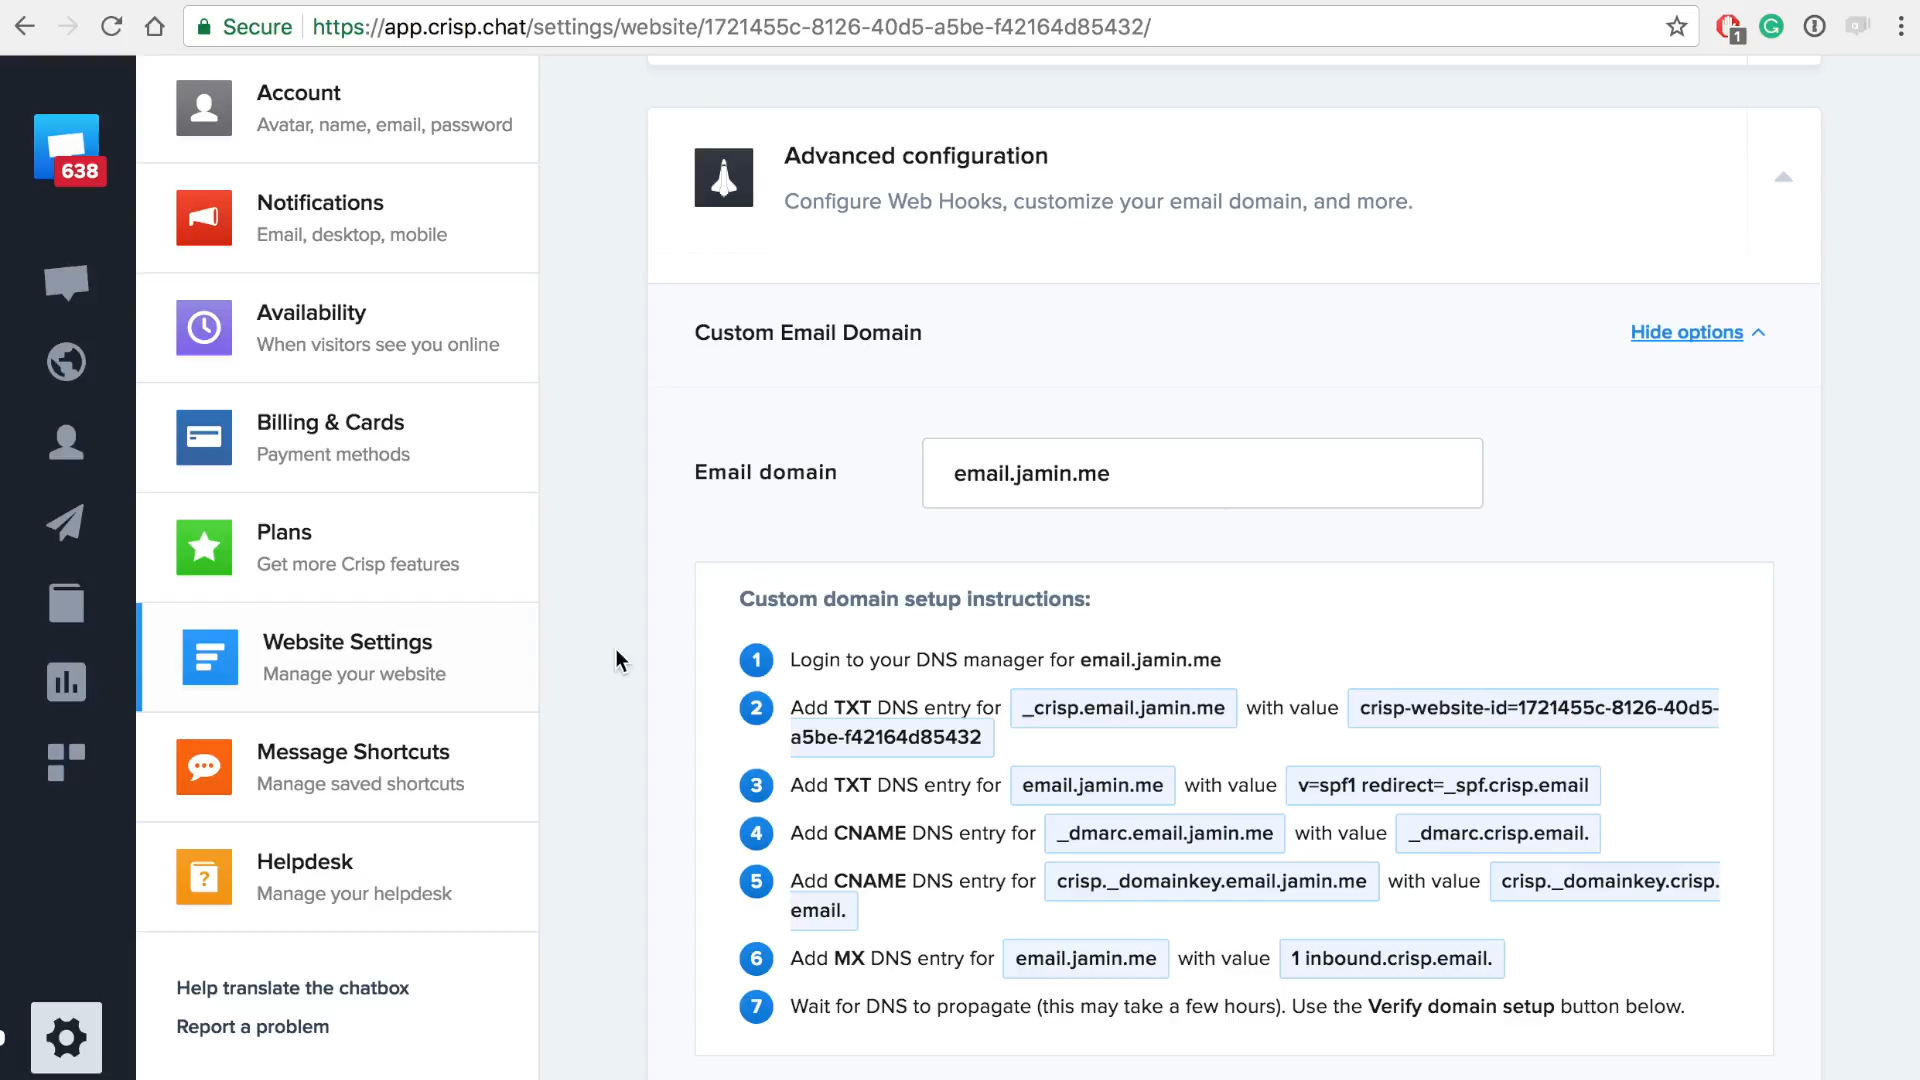 Secure
https://app.crisp.chat/settings/website/1721455c-8126-40d5-a5be-f42164d85432/
1
638
Account
Avatar, name, email, password
Notifications
Email, desktop, mobile
Availability
When visitors see you online
Billing & Cards
Payment methods
Plans
Get more Crisp features
Website Settings
Manage your website
Message Shortcuts
Manage saved shortcuts
Helpdesk
Manage your helpdesk
Help translate the chatbox
Report a problem
Advanced configuration
Configure Web Hooks, customize your email domain, and more.
Custom Email Domain
Hide options
Email domain
email.jamin.me
Custom domain setup instructions:
1 Login to your DNS manager for email.jamin.me
2 Add TXT DNS entry for _crisp.email.jamin.me with value crisp-website-id=1721455c-8126-40d5-
a5be-f42164d85432
3 Add TXT DNS entry for email.jamin.me with value v=spf1 redirect=_spf.crisp.email
4 Add CNAME DNS entry for _dmarc.email.jamin.me with value _dmarc.crisp.email.
5 Add CNAME DNS entry for crisp._domainkey.email.jamin.me with value crisp._domainkey.crisp.
email.
6 Add MX DNS entry for email.jamin.me with value 1 inbound.crisp.email.
7 Wait for DNS to propagate (this may take a few hours). Use the Verify domain setup button below.